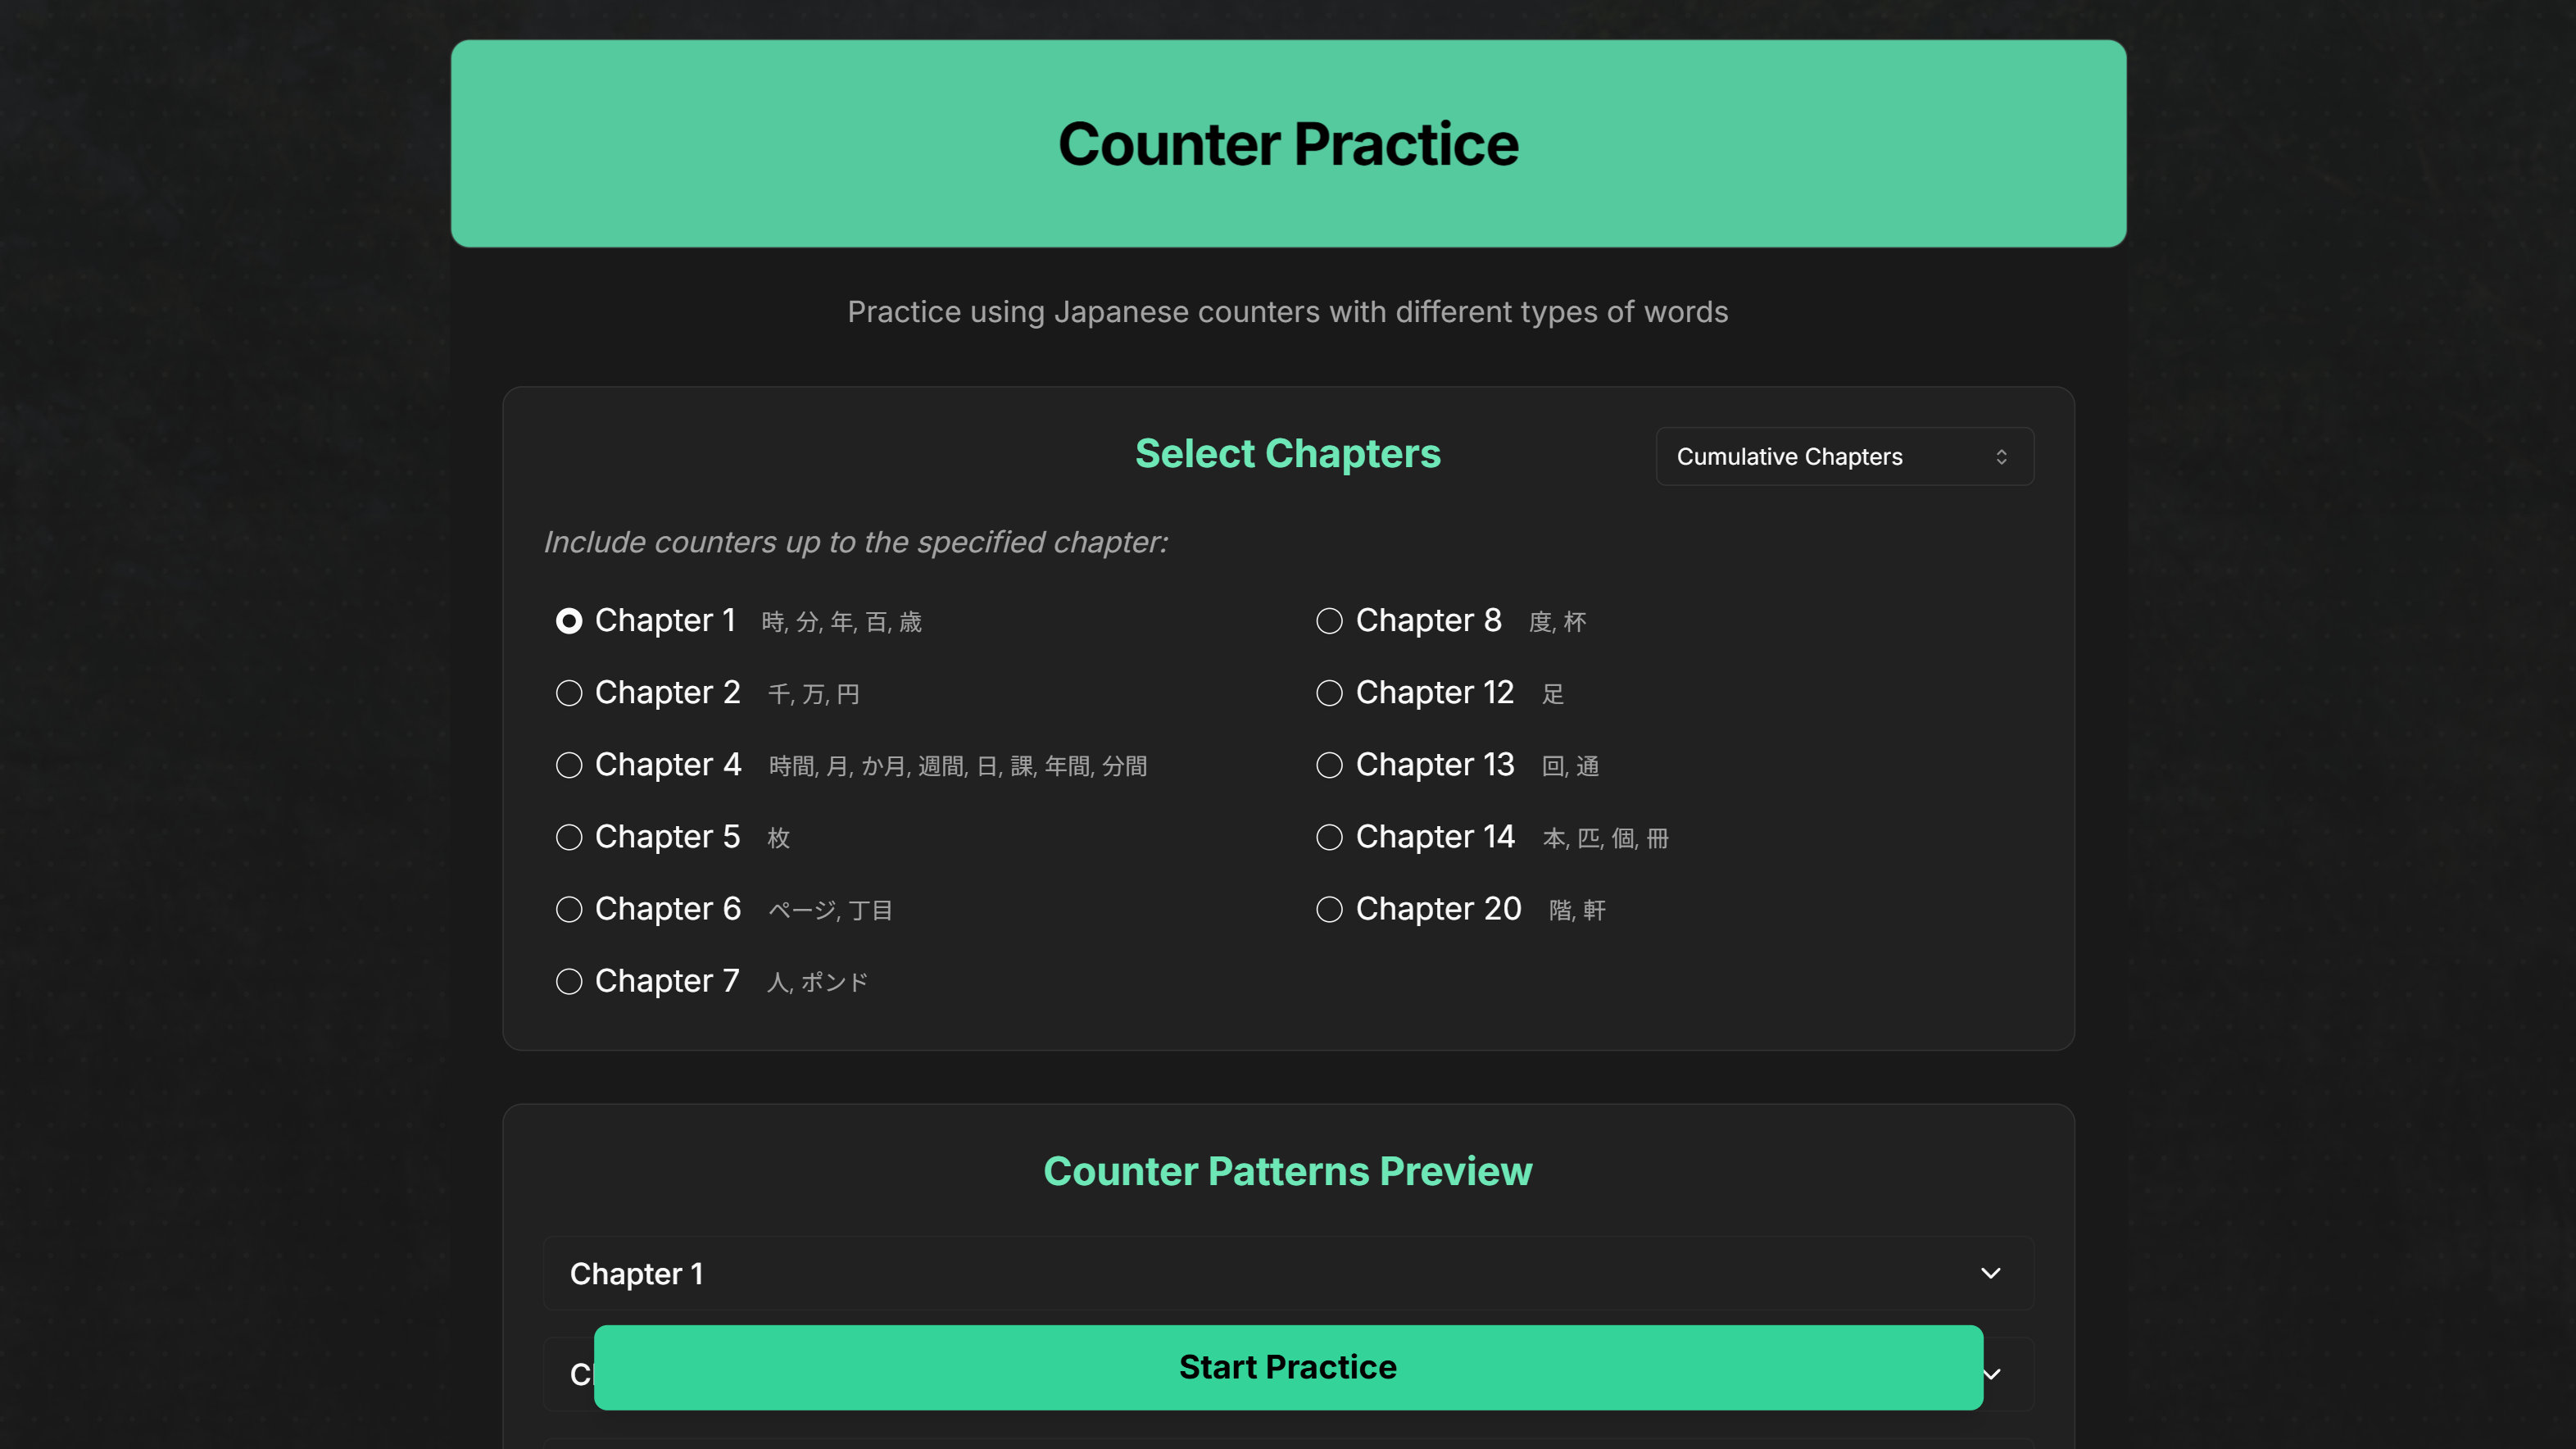 Counter Practice
Practice using Japanese counters with different types of words
Select Chapters
Cumulative Chapters
Include counters up to the specified chapter:
Chapter 1 時, 分, 年, 百, 歳
Chapter 2 千, 万, 円
Chapter 4 時間, 月, か月, 週間, 日, 課, 年間, 分間
Chapter 5 枚
Chapter 6 ページ, 丁目
Chapter 7 人, ポンド
Chapter 8 度, 杯
Chapter 12 足
Chapter 13 回, 通
Chapter 14 本, 匹, 個, 冊
Chapter 20 階, 軒
Counter Patterns Preview
Chapter 1
Start Practice